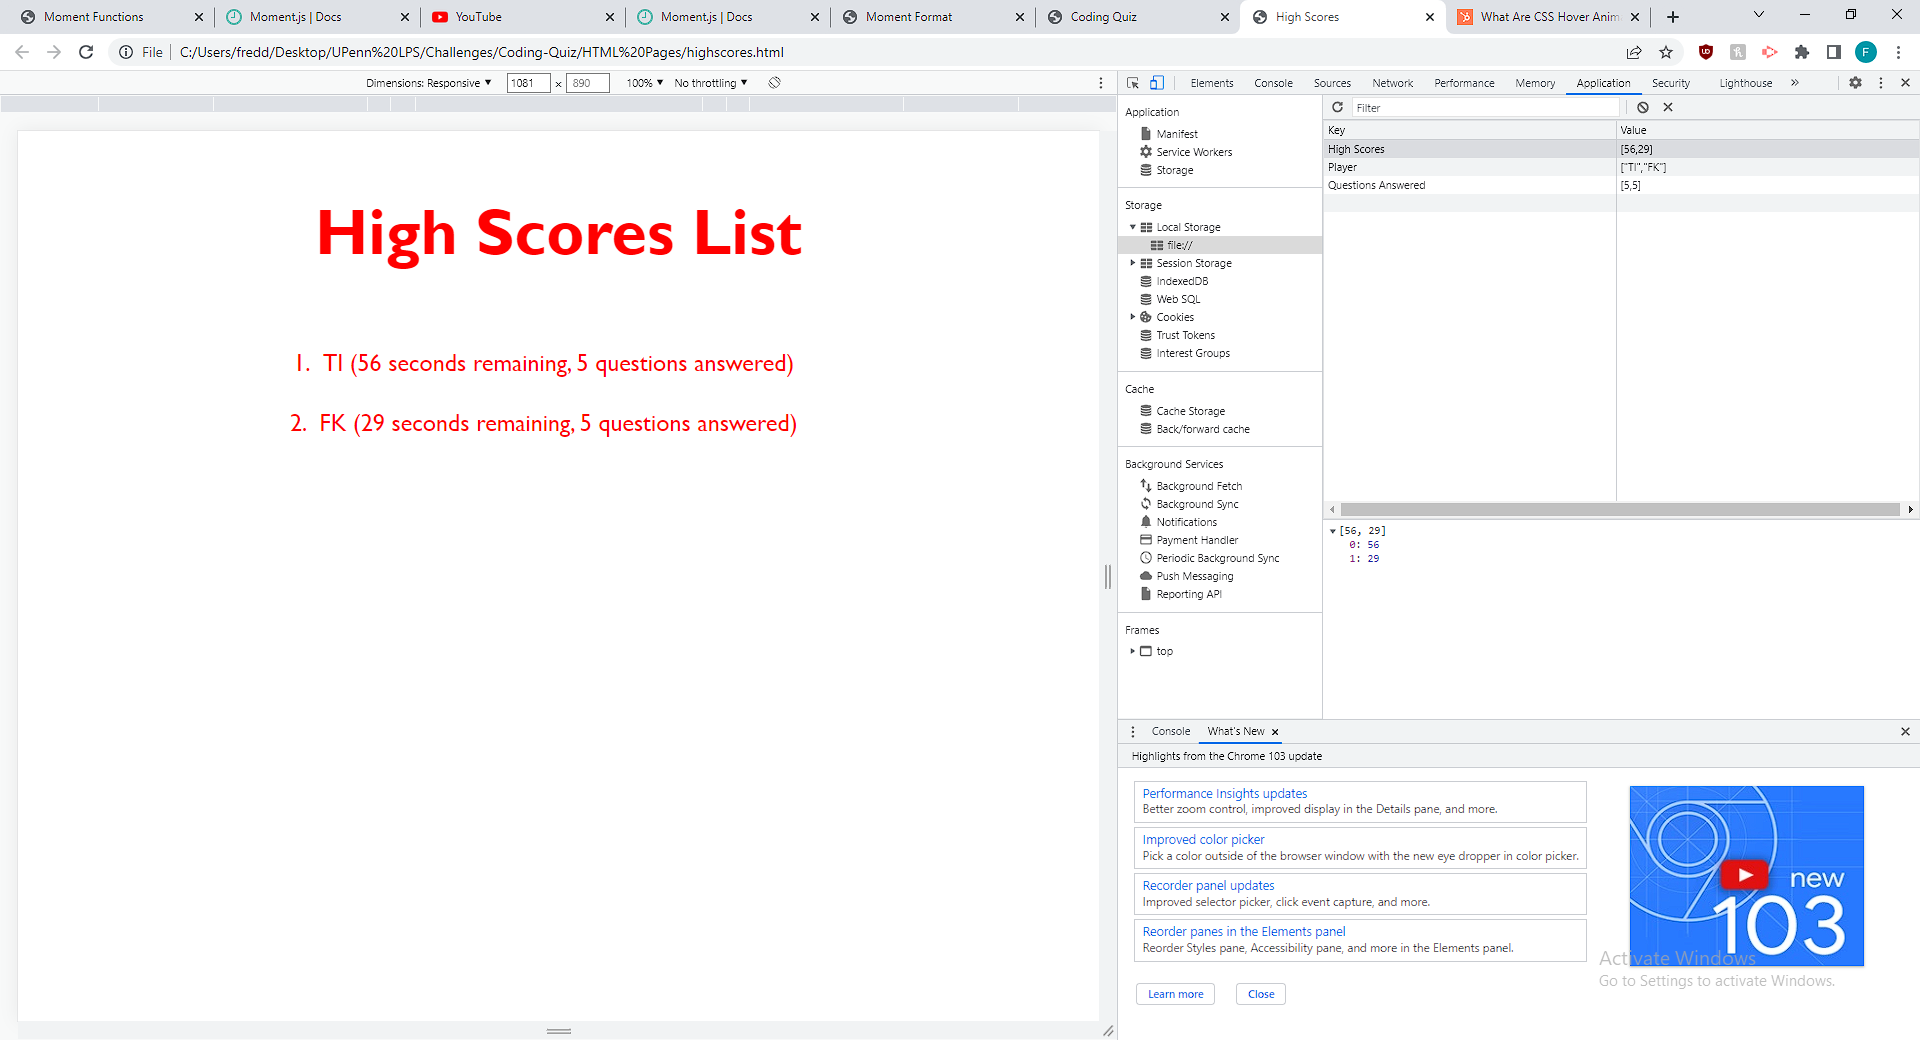 Moment Functions
Moment.js | Docs
YouTube
Moment.js | Docs
Moment Format
Coding Quiz
High Scores
What Are CSS Hover Anim
File
C:/Users/fredd/Desktop/UPenn%20LPS/Challenges/Coding-Quiz/HTML%20Pages/highscores.html
F
Dimensions: Responsive ▼ 1081 × 890 100% ▼ No throttling ▼
Elements Console Sources Network Performance Memory Application Security Lighthouse »
High Scores List
1. TI (56 seconds remaining, 5 questions answered)
2. FK (29 seconds remaining, 5 questions answered)
Application
Manifest
Service Workers
Storage
Storage
Local Storage
file://
Session Storage
IndexedDB
Web SQL
Cookies
Trust Tokens
Interest Groups
Cache
Cache Storage
Back/forward cache
Background Services
Background Fetch
Background Sync
Notifications
Payment Handler
Periodic Background Sync
Push Messaging
Reporting API
Frames
top
Filter
Key Value
High Scores [56,29]
Player ["TI","FK"]
Questions Answered [5,5]
[56, 29]
0: 56
1: 29
Console What's New
Highlights from the Chrome 103 update
Performance Insights updates
Better zoom control, improved display in the Details pane, and more.
Improved color picker
Pick a color outside of the browser window with the new eye dropper in color picker.
Recorder panel updates
Improved selector picker, click event capture, and more.
Reorder panes in the Elements panel
Reorder Styles pane, Accessibility pane, and more in the Elements panel.
Learn more Close
new
103
Activate Windows
Go to Settings to activate Windows.